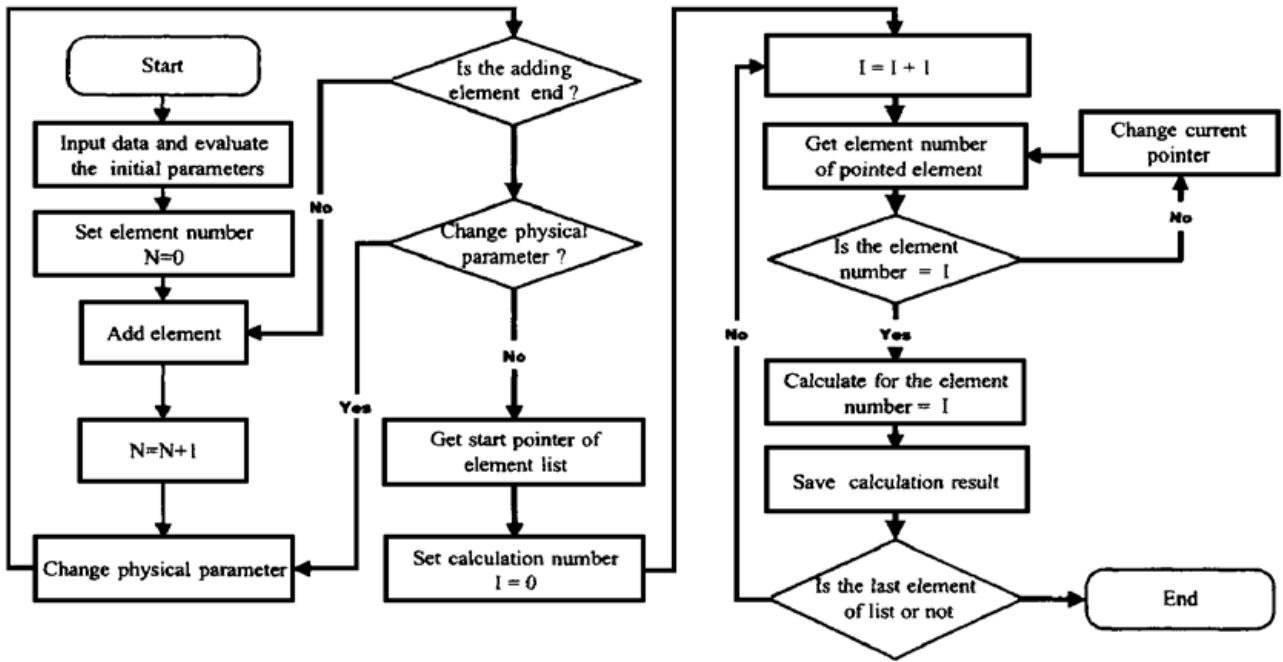 Start
Input data and evaluate
the initial parameters
Set element number
N=0
Add element
N=N+1
Change physical parameter
Is the adding
element end ?
No
Change physical
parameter ?
Yes
No
Get start pointer of
element list
Set calculation number
I = 0
I = I + 1
Get element number
of pointed element
Change current
pointer
No
Is the element
number = I
Yes
No
Calculate for the element
number = I
Save calculation result
Is the last element
of list or not
End